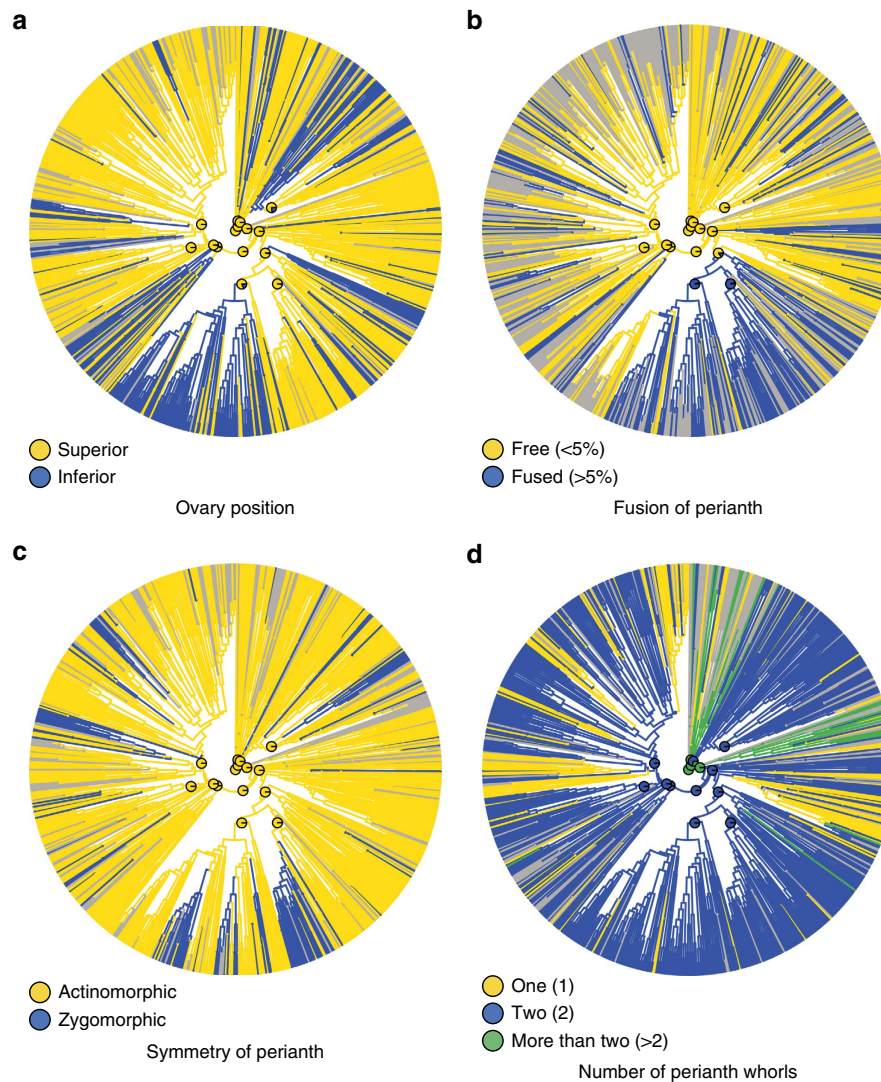 a
Superior
Inferior
Ovary position
b
Free (<5%)
Fused (>5%)
Fusion of perianth
c
Actinomorphic
Zygomorphic
Symmetry of perianth
d
One (1)
Two (2)
More than two (>2)
Number of perianth whorls